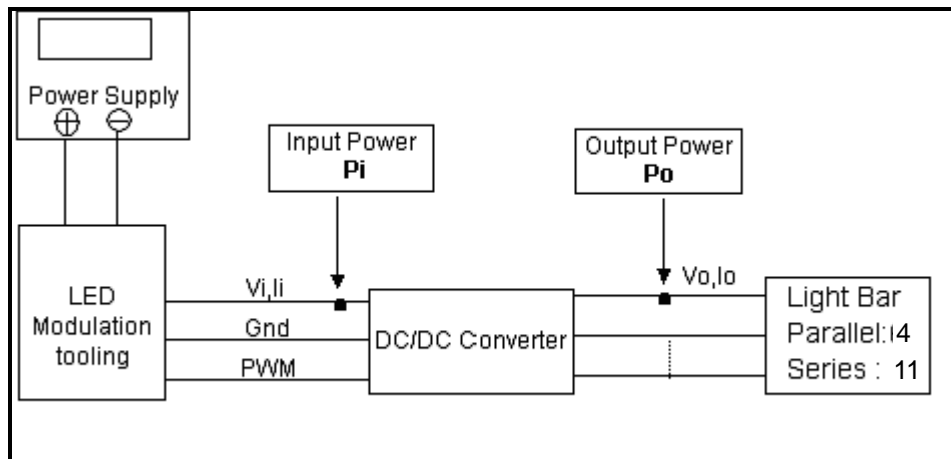 Power Supply
Input Power
Pi
Output Power
Po
LED
Modulation
tooling
Vi,Ii
Gnd
PWM
DC/DC Converter
Vo,Io
Light Bar
Parallel: 4
Series : 11